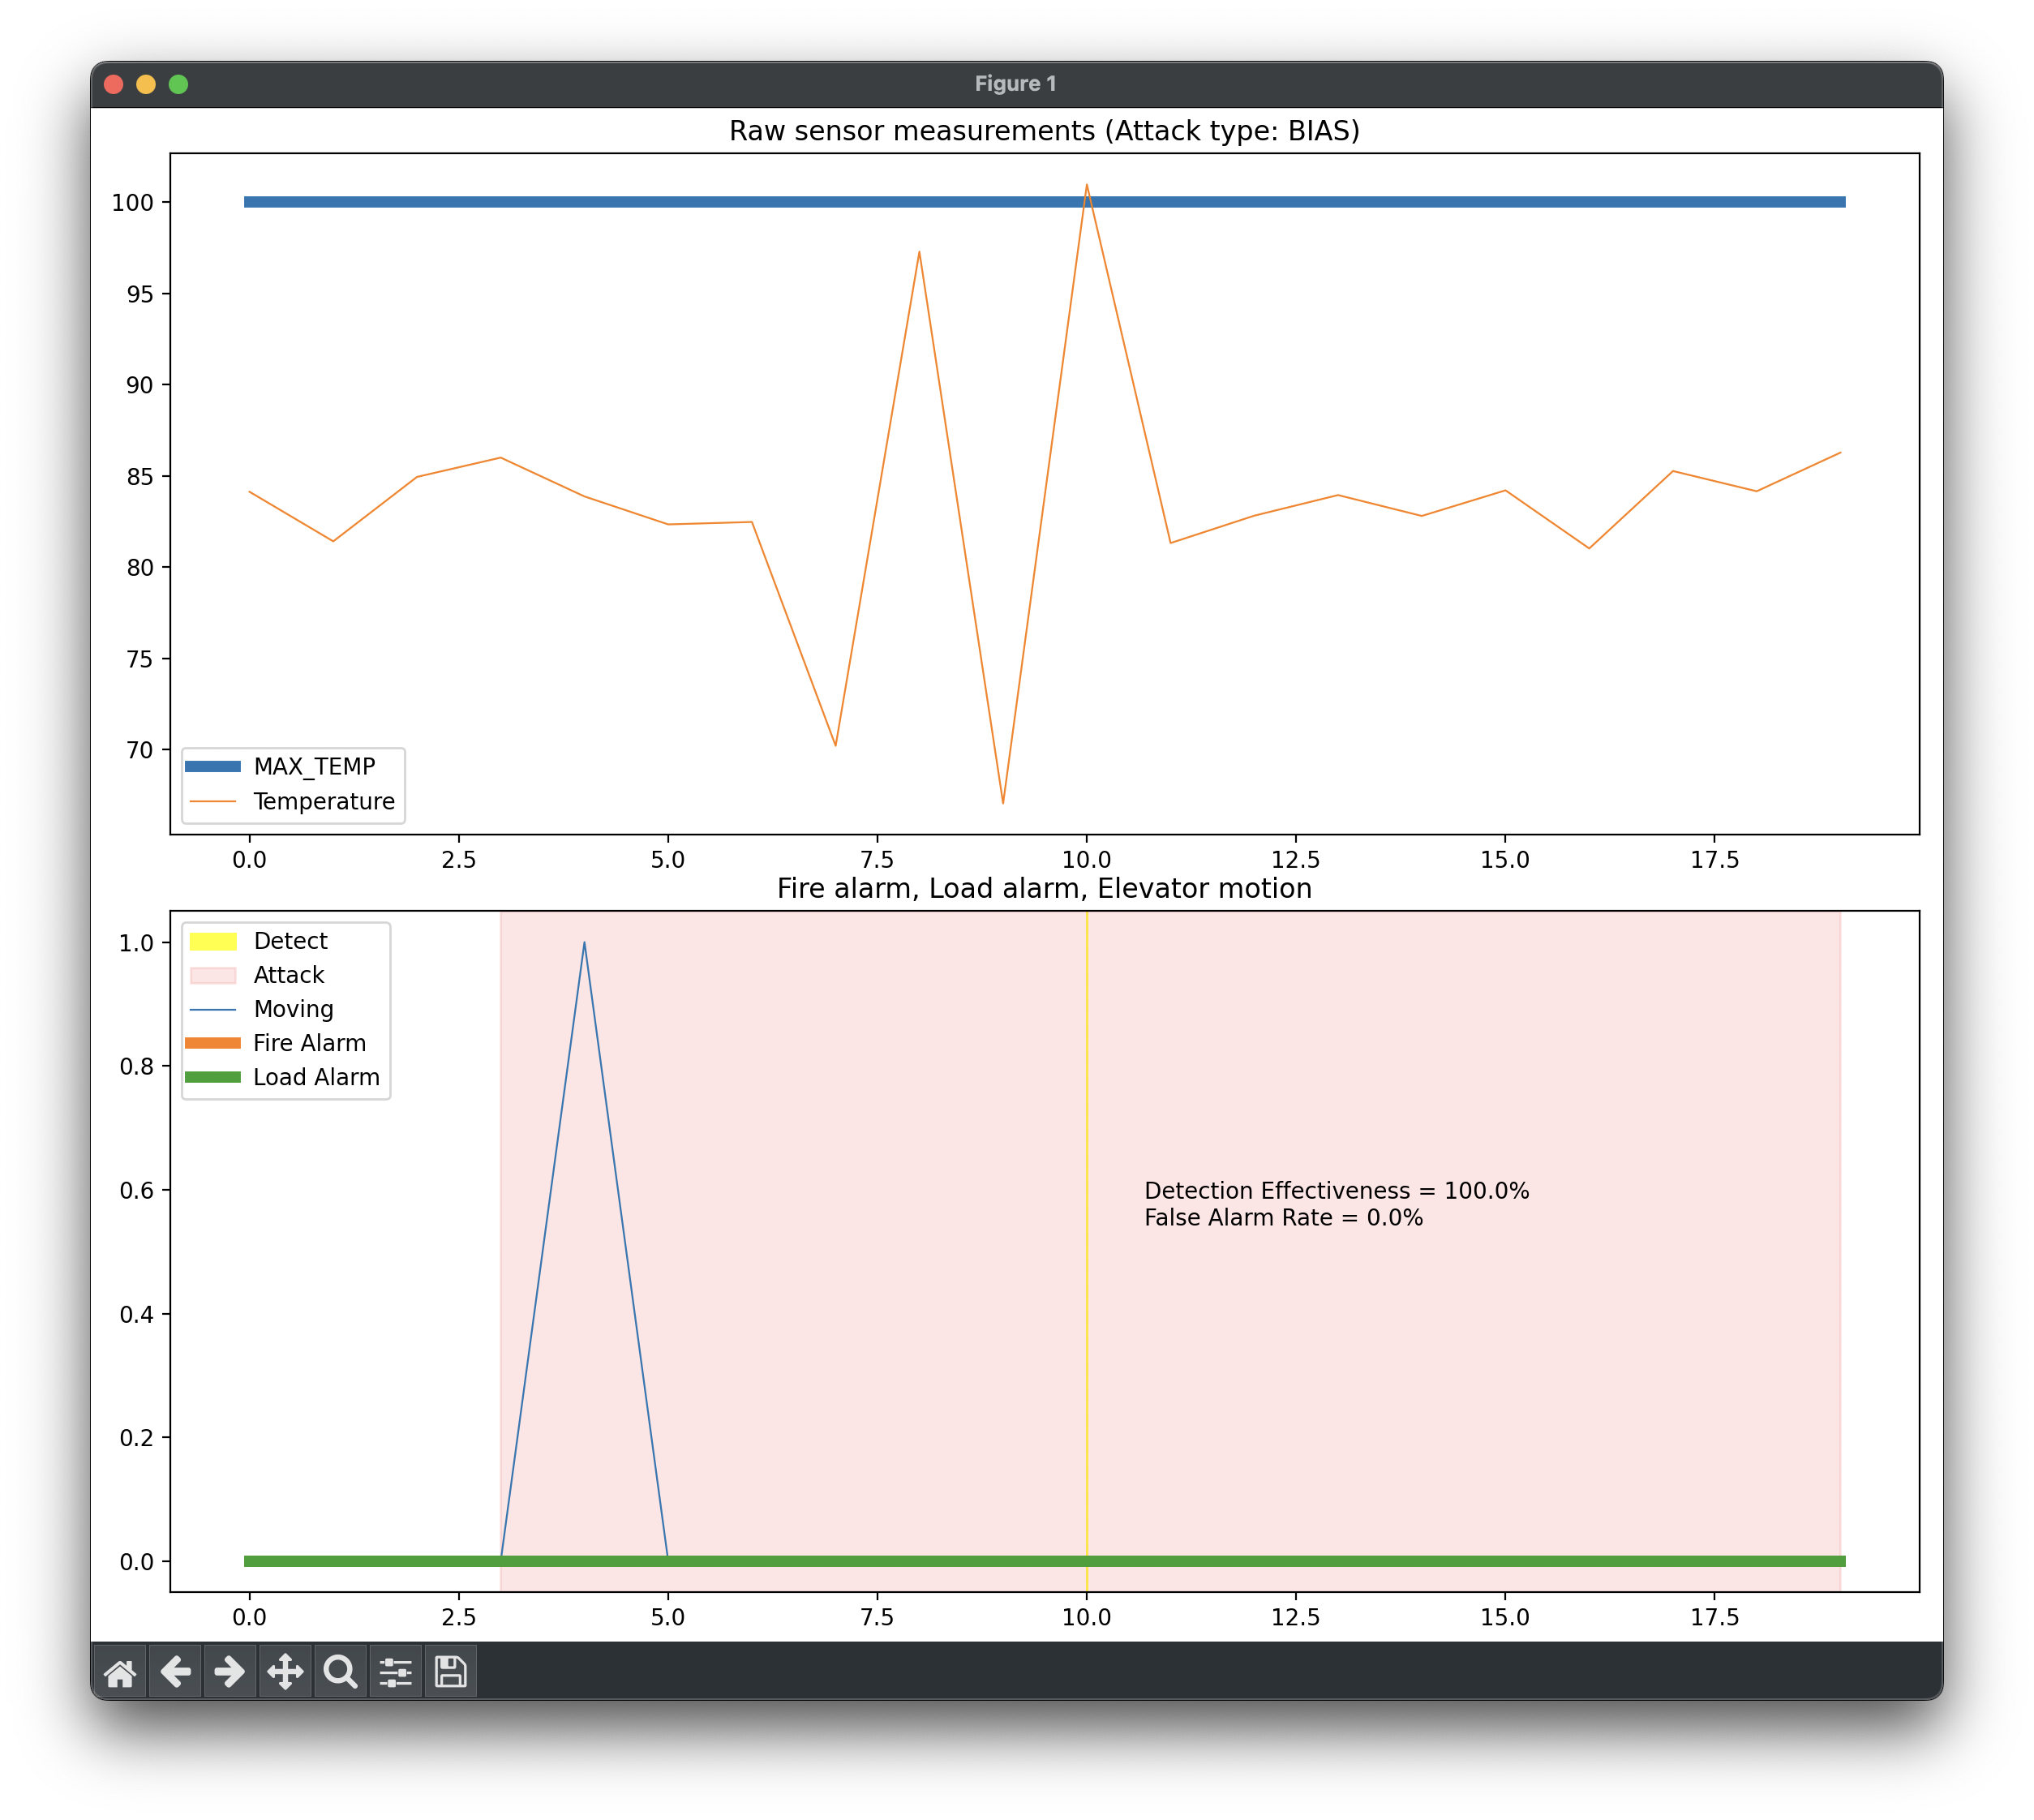 Figure 1
Raw sensor measurements (Attack type: BIAS)
100
95
90
85
80
75
70
MAX_TEMP
Temperature
0.0 2.5 5.0 7.5 10.0 12.5 15.0 17.5
Fire alarm, Load alarm, Elevator motion
1.0
0.8
0.6
0.4
0.2
0.0
Detect
Attack
Moving
Fire Alarm
Load Alarm
Detection Effectiveness = 100.0%
False Alarm Rate = 0.0%
0.0 2.5 5.0 7.5 10.0 12.5 15.0 17.5